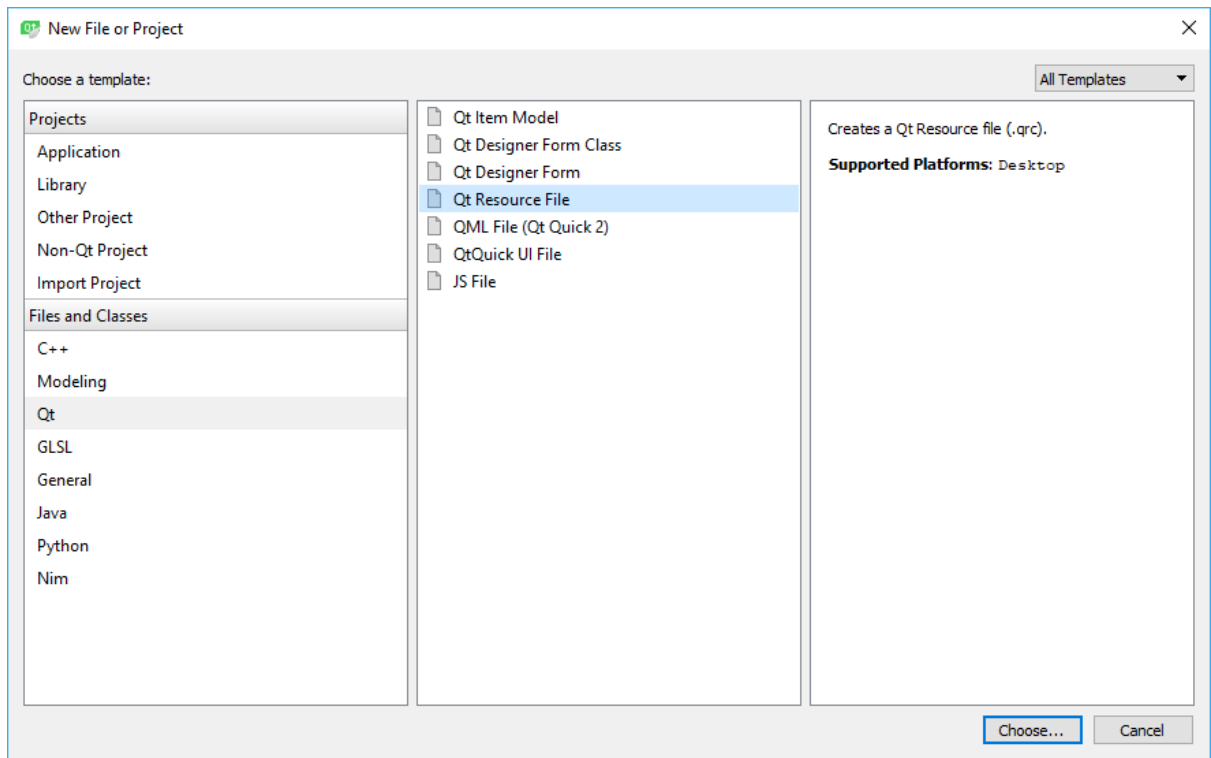 Qt
New File or Project
Choose a template:
All Templates
Projects
Application
Library
Other Project
Non-Qt Project
Import Project
Files and Classes
C++
Modeling
Qt
GLSL
General
Java
Python
Nim
Qt Item Model
Qt Designer Form Class
Qt Designer Form
Qt Resource File
QML File (Qt Quick 2)
QtQuick UI File
JS File
Creates a Qt Resource file (.qrc).
Supported Platforms: Desktop
Choose...
Cancel